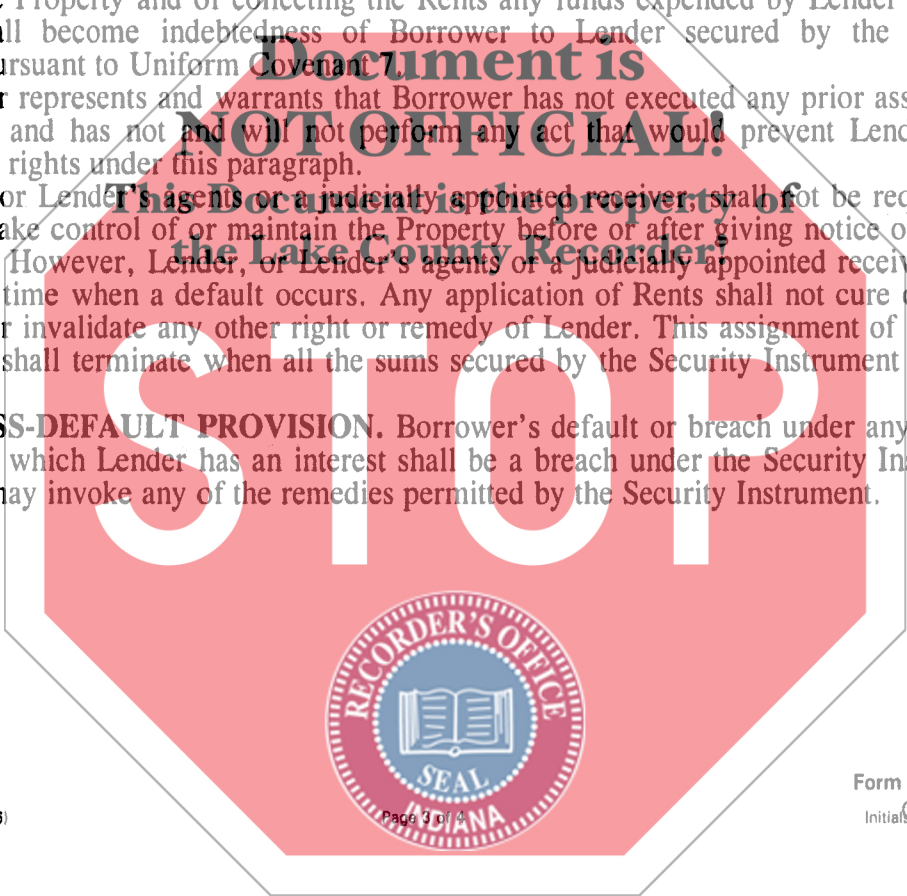 Property and of collecting the Rents any funds expended by Lender
all become indebtedness of Borrower to Lender secured by the
ursuant to Uniform Covenant 7.
Document is
r represents and warrants that Borrower has not executed any prior ass
NOT OFFICIAL!
and has not and will not perform any act that would prevent Lend
rights under this paragraph.
This Document is the property of
or Lender's agents or a judicially appointed receiver, shall not be req
ake control of or maintain the Property before or after giving notice o
the Lake County Recorder!
However, Lender, or Lender's agents or a judicially appointed receiv
time when a default occurs. Any application of Rents shall not cure
r invalidate any other right or remedy of Lender. This assignment of
shall terminate when all the sums secured by the Security Instrument
STOP
SS-DEFAULT PROVISION. Borrower's default or breach under any
which Lender has an interest shall be a breach under the Security Ins
ay invoke any of the remedies permitted by the Security Instrument.
RECORDER'S OFFICE
SEAL
INDIANA
Form
Page 3 of 4
Initials